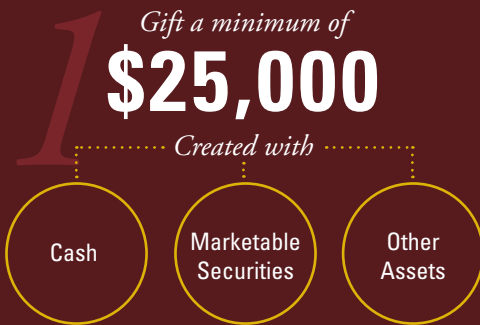 1
Gift a minimum of
$25,000
Created with
Cash
Marketable
Securities
Other
Assets